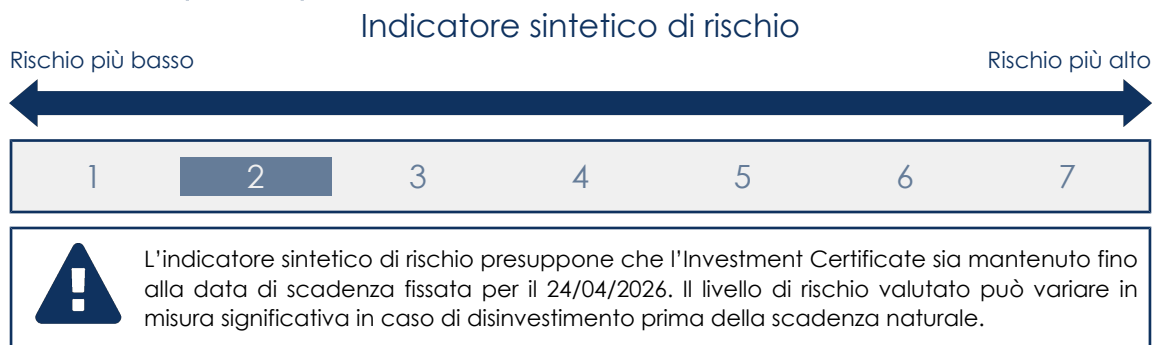 Indicatore sintetico di rischio
Rischio più basso
Rischio più alto
1 2 3 4 5 6 7
L'indicatore sintetico di rischio presuppone che l'Investment Certificate sia mantenuto fino
alla data di scadenza fissata per il 24/04/2026. Il livello di rischio valutato può variare in
misura significativa in caso di disinvestimento prima della scadenza naturale.